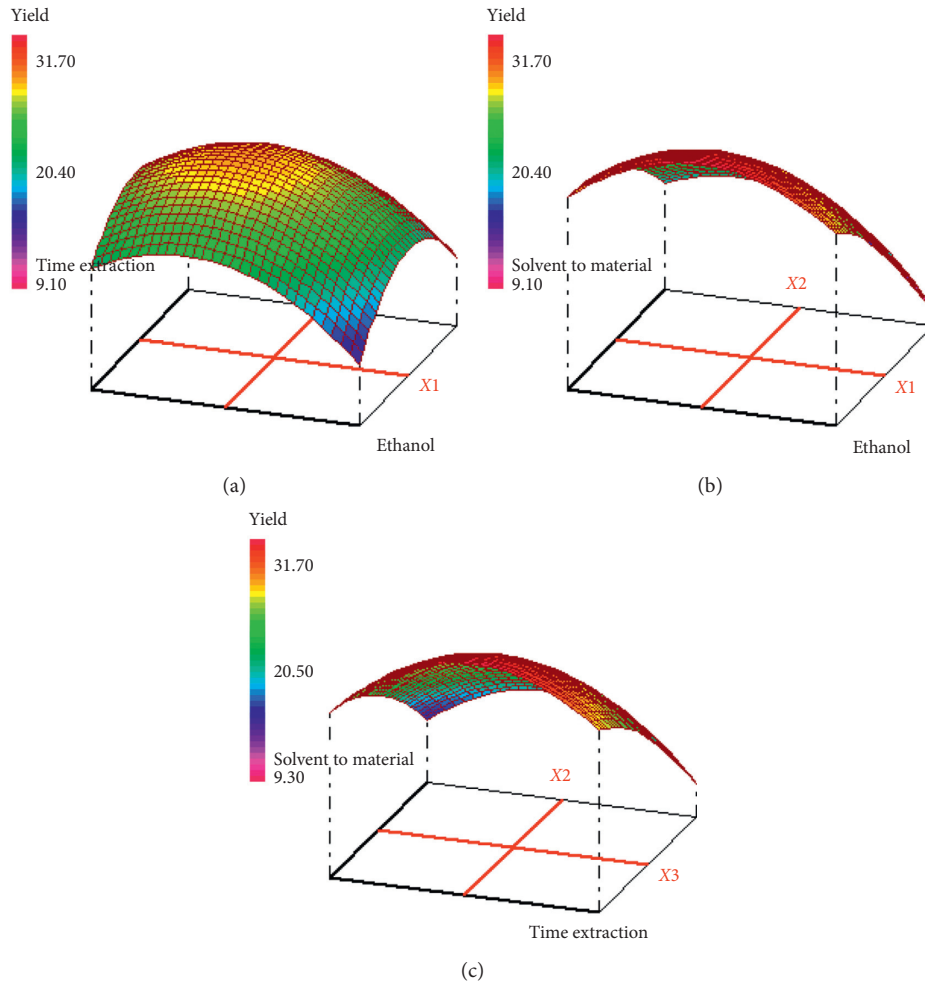 Yield
31.70
20.40
Time extraction
9.10
X1
Ethanol
(a)
Yield
31.70
20.40
Solvent to material
9.10
X2
X1
Ethanol
(b)
Yield
31.70
20.50
Solvent to material
9.30
X2
X3
Time extraction
(c)